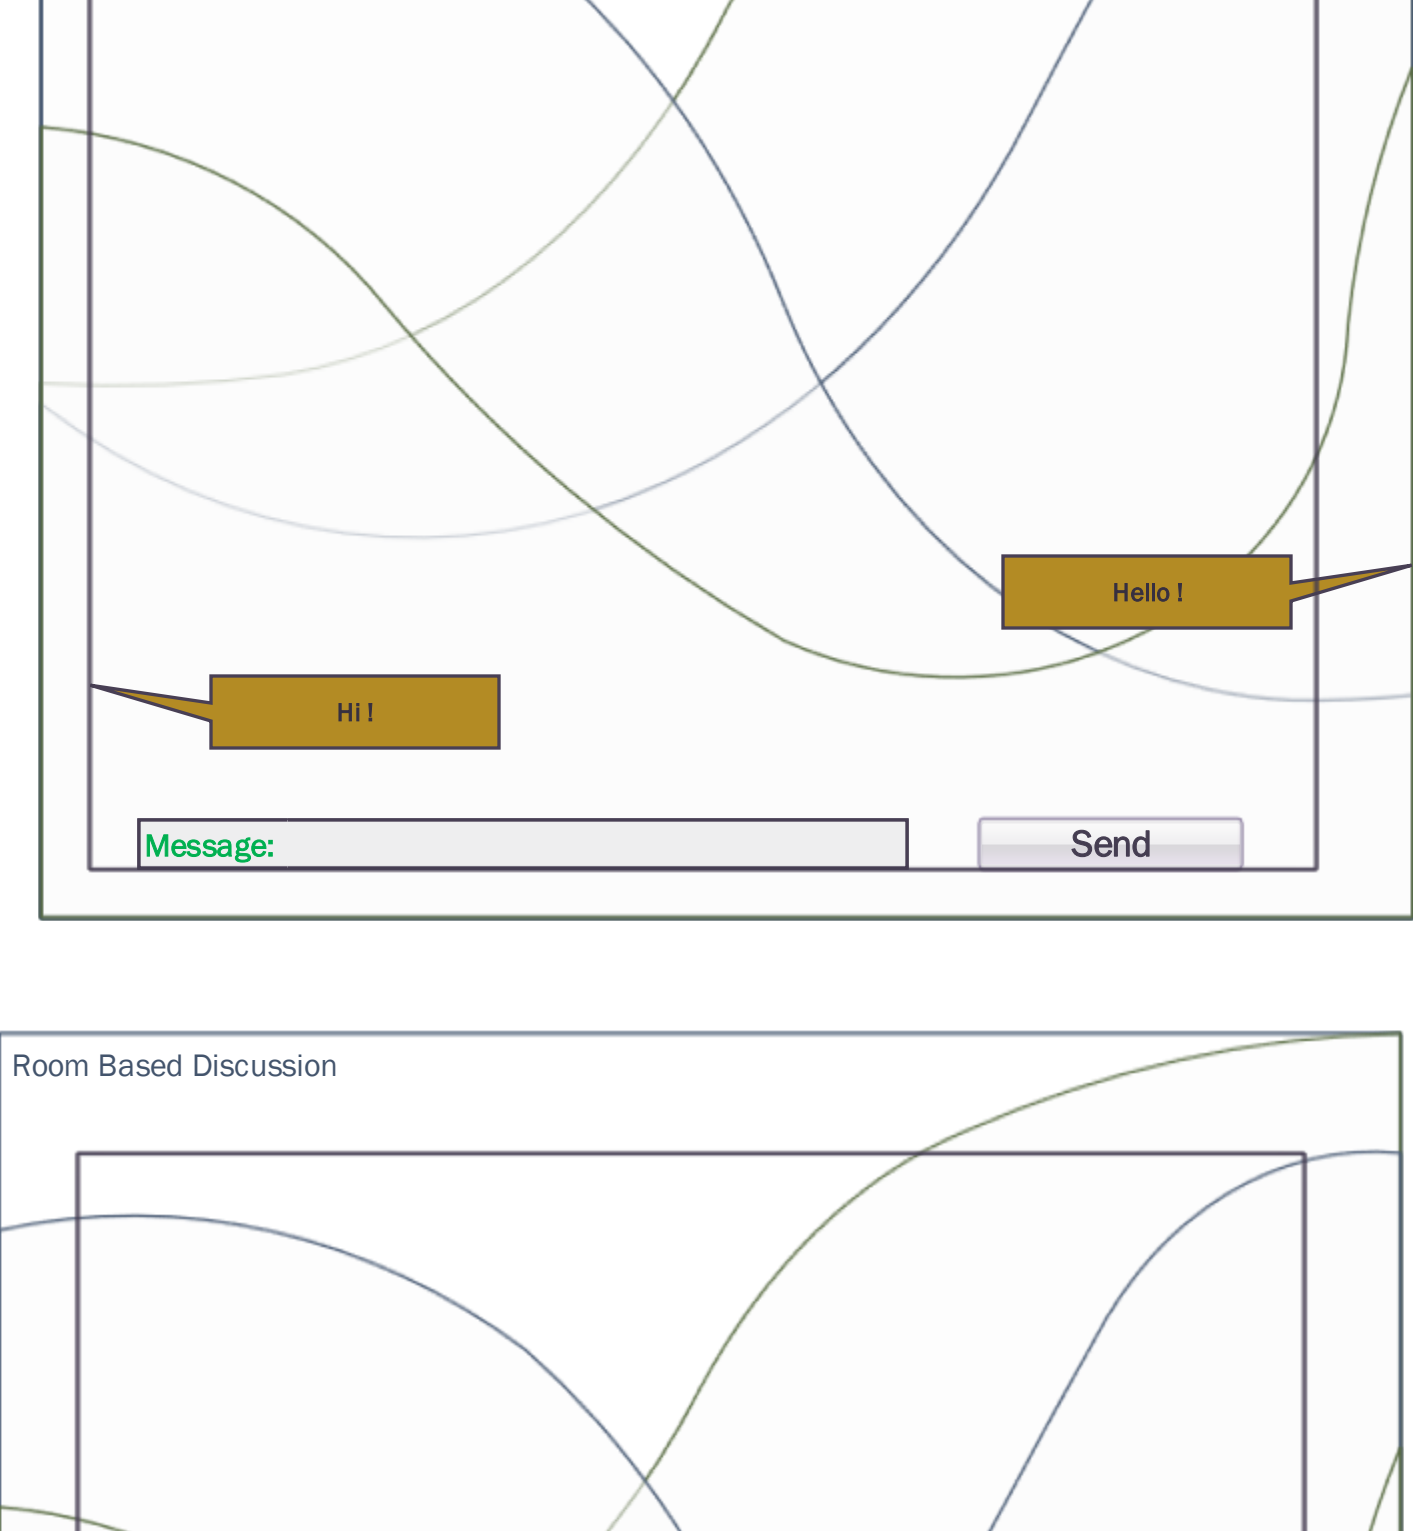 Hello !
Hi !
Message:
Send
Room Based Discussion